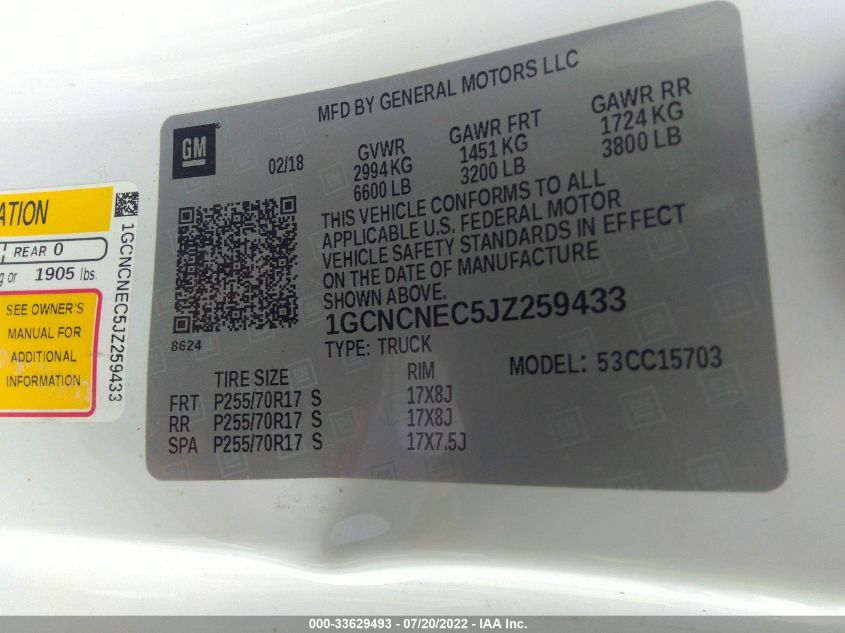 MFD BY GENERAL MOTORS LLC
GM
02/18
GVWR
2994 KG
6600 LB
GAWR FRT
1451 KG
3200 LB
GAWR RR
1724 KG
3800 LB
THIS VEHICLE CONFORMS TO ALL
APPLICABLE U.S. FEDERAL MOTOR
VEHICLE SAFETY STANDARDS IN EFFECT
ON THE DATE OF MANUFACTURE
SHOWN ABOVE.
1GCNCNEC5JZ259433
8624
TYPE: TRUCK
MODEL: 53CC15703
TIRE SIZE RIM
FRT P255/70R17 S 17X8J
RR P255/70R17 S 17X8J
SPA P255/70R17 S 17X7.5J
REAR 0
or 1905 lbs.
SEE OWNER'S
MANUAL FOR
ADDITIONAL
INFORMATION
1GCNCNEC5JZ259433
000-33629493 - 07/20/2022 - IAA Inc.